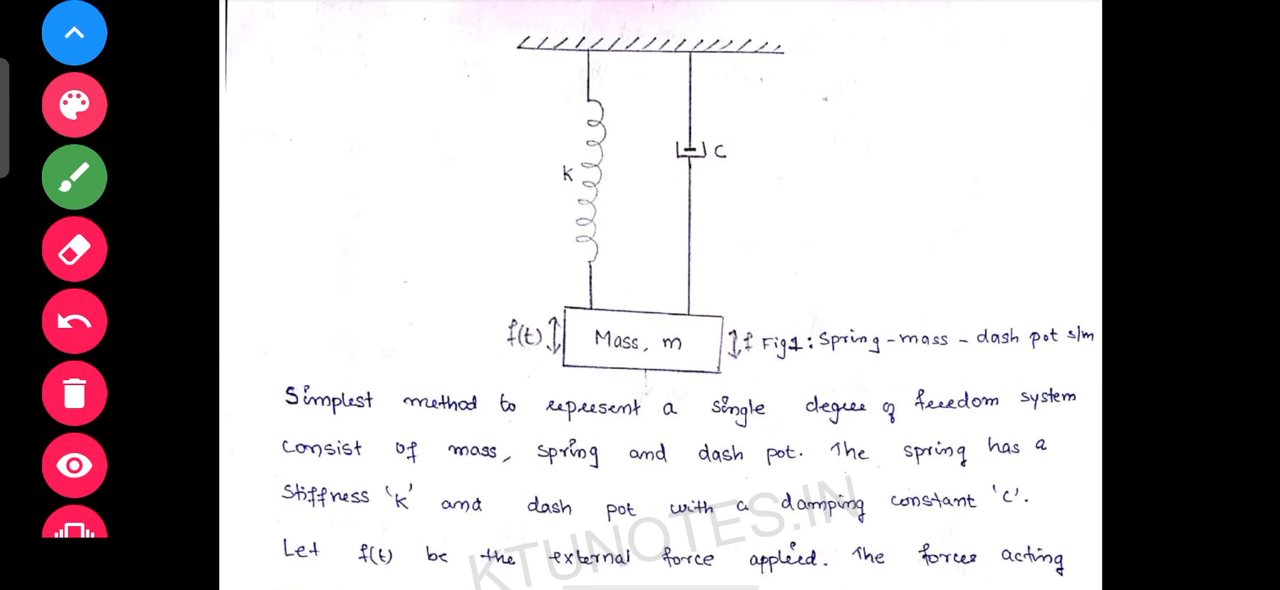 K
C
f(t)
Mass, m
f Fig1: Spring-mass-dash pot s/m
Simplest method to represent a single degree of freedom system
consist of mass, spring and dash pot. The spring has a
stiffness 'K' and dash pot with a damping constant 'c'.
Let f(t) be the external force applied. The forces acting
KTUNOTES.IN